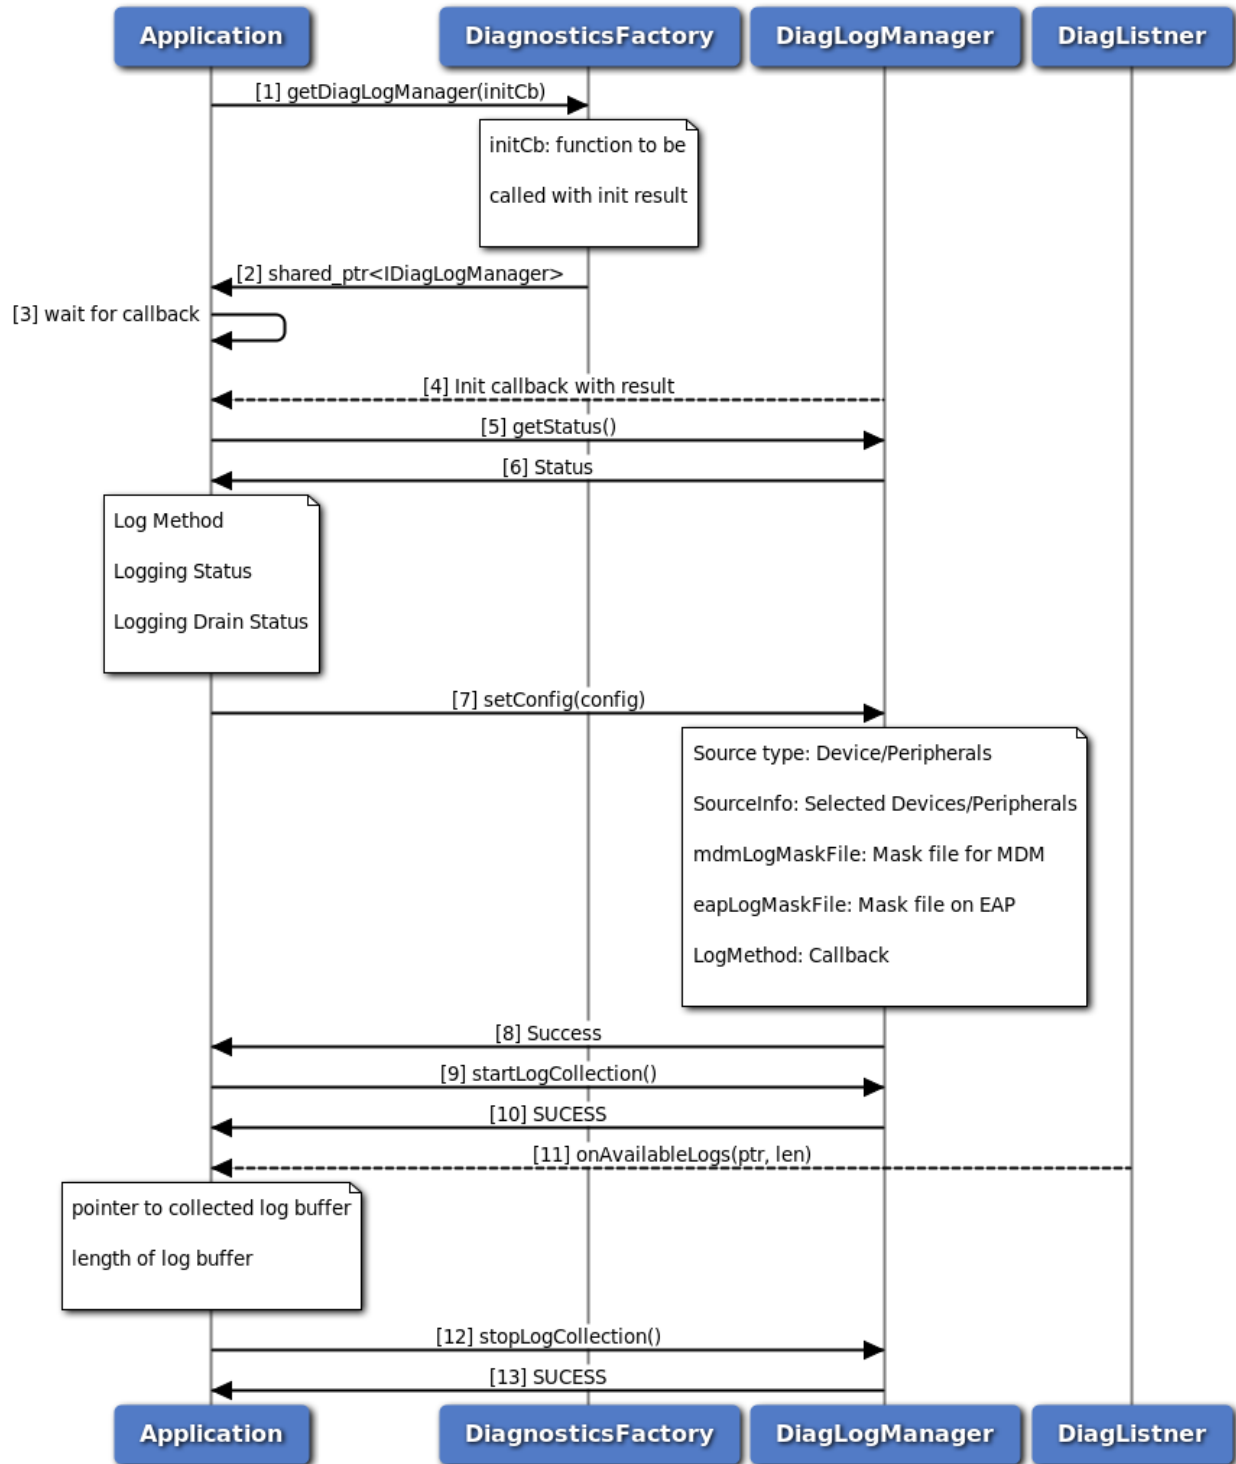 Application
DiagnosticsFactory
DiagLogManager
DiagListner
[1] getDiagLogManager(initCb)
initCb: function to be
called with init result
[2] shared_ptr<IDiagLogManager>
[3] wait for callback
[4] Init callback with result
[5] getStatus()
[6] Status
Log Method
Logging Status
Logging Drain Status
[7] setConfig(config)
Source type: Device/Peripherals
SourceInfo: Selected Devices/Peripherals
mdmLogMaskFile: Mask file for MDM
eapLogMaskFile: Mask file on EAP
LogMethod: Callback
[8] Success
[9] startLogCollection()
[10] SUCESS
[11] onAvailableLogs(ptr, len)
pointer to collected log buffer
length of log buffer
[12] stopLogCollection()
[13] SUCESS
Application
DiagnosticsFactory
DiagLogManager
DiagListner